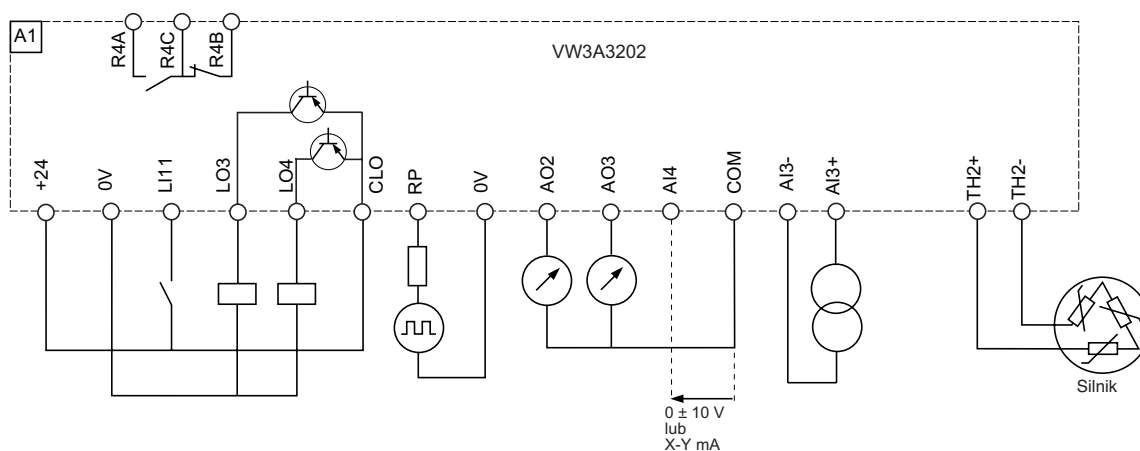 A1
R4A
R4C
R4B
VW3A3202
+24
0V
LI11
LO3
LO4
CLO
RP
0V
AO2
AO3
AI4
COM
AI3-
AI3+
TH2+
TH2-
Silnik
0 ± 10 V
lub
X-Y mA